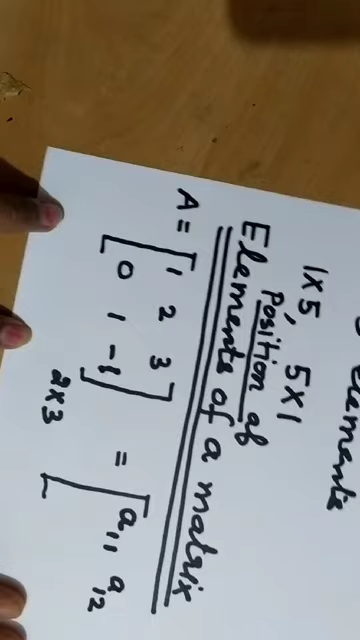 elements
1x5, 5x1
Position of
Elements of a matrix
A = [1 2 3
0 1 -1] 2x3 = [a11 a12